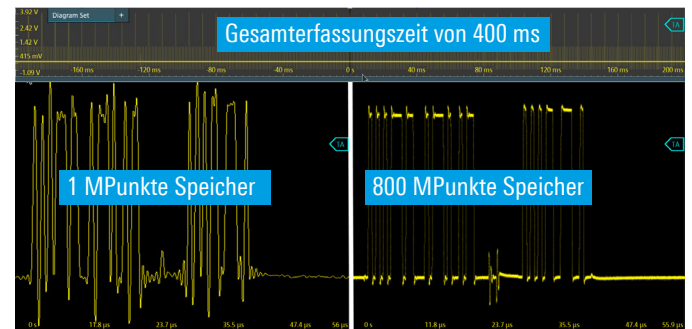 3.92 V
Diagram Set +
2.42 V
1.42 V
415 mV
-1.09 V
Gesamterfassungszeit von 400 ms
1A
-160 ms -120 ms -80 ms -40 ms 0 s 40 ms 80 ms 120 ms 160 ms 200 ms
1A 1A
1 MPunkte Speicher
800 MPunkte Speicher
0 s 11.8 µs 23.7 µs 35.5 µs 47.4 µs 56 µs
0 s 11.8 µs 23.7 µs 35.5 µs 47.4 µs 55.9 µs